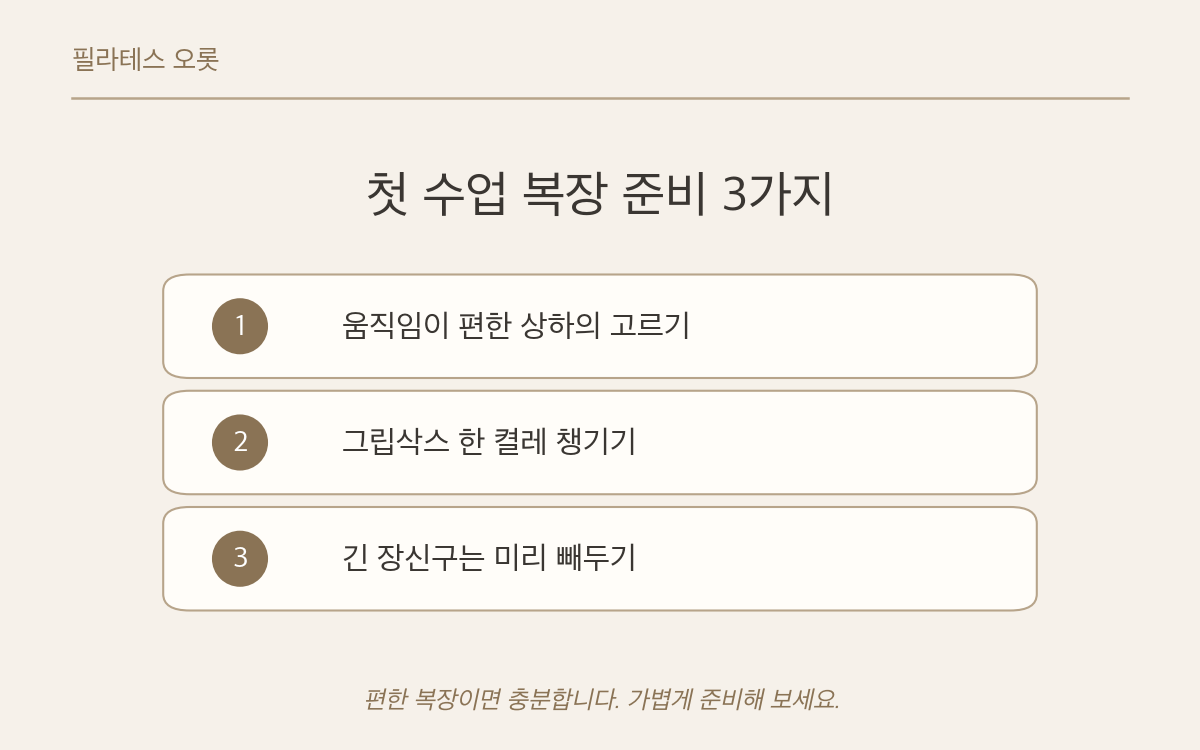 필라테스 오롯
첫 수업 복장 준비 3가지
1 움직임이 편한 상하의 고르기
2 그립삭스 한 켤레 챙기기
3 긴 장신구는 미리 빼두기
편한 복장이면 충분합니다. 가볍게 준비해 보세요.